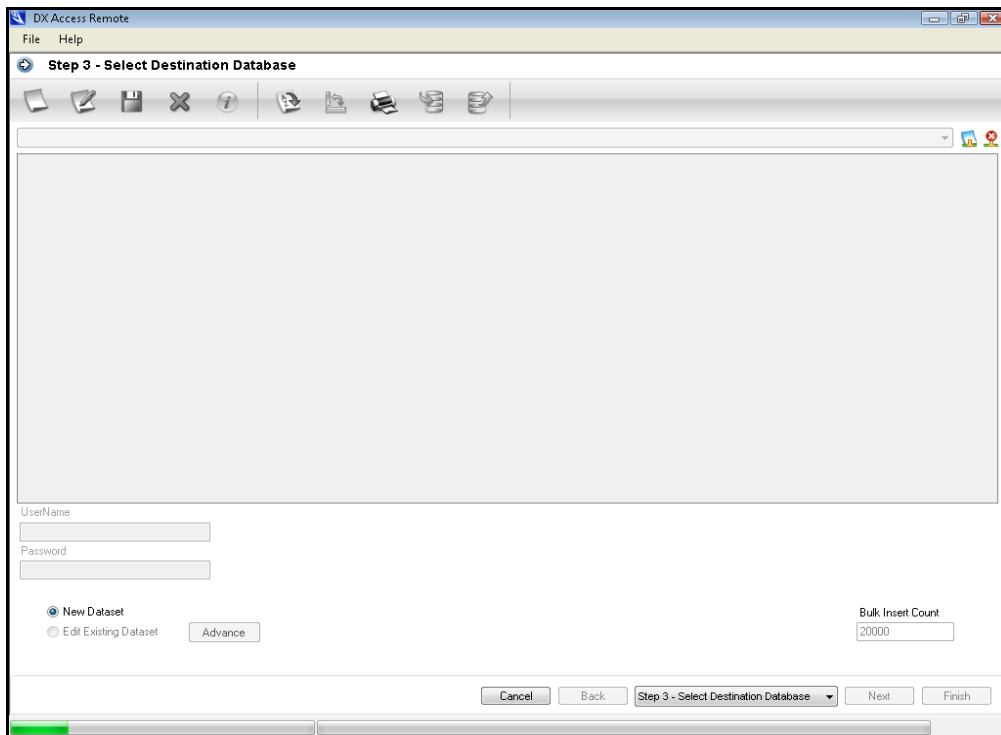 DX Access Remote
File Help
Step 3 - Select Destination Database
UserName
Password
New Dataset
Edit Existing Dataset Advance
Bulk Insert Count
20000
Cancel Back Step 3 - Select Destination Database Next Finish